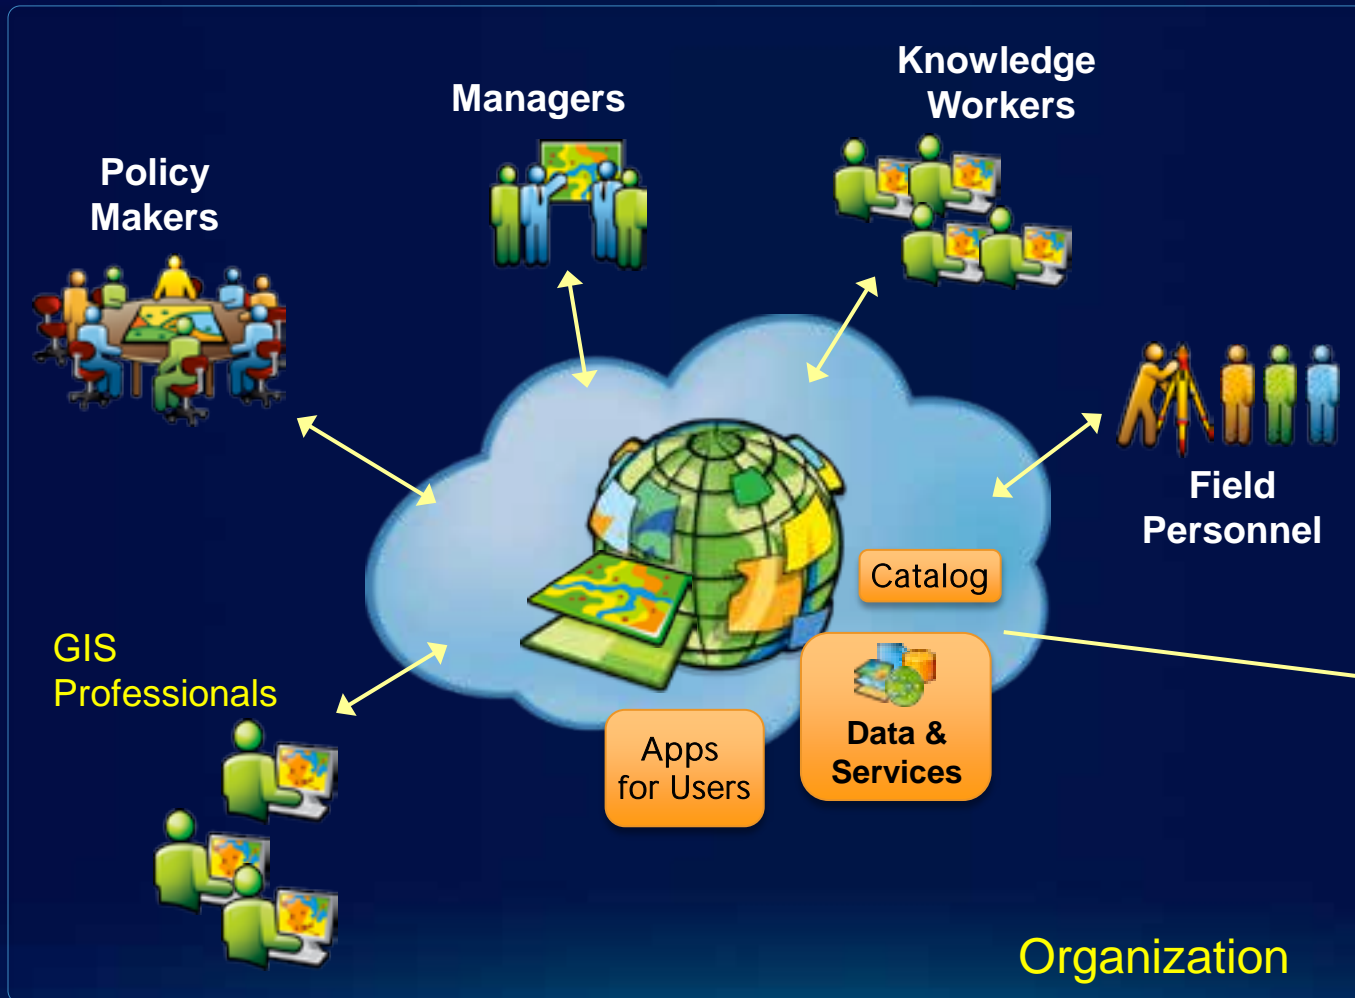 Knowledge
Workers
Managers
Policy
Makers
Field
Personnel
Catalog
GIS
Professionals
Data &
Services
Apps
for Users
Organization